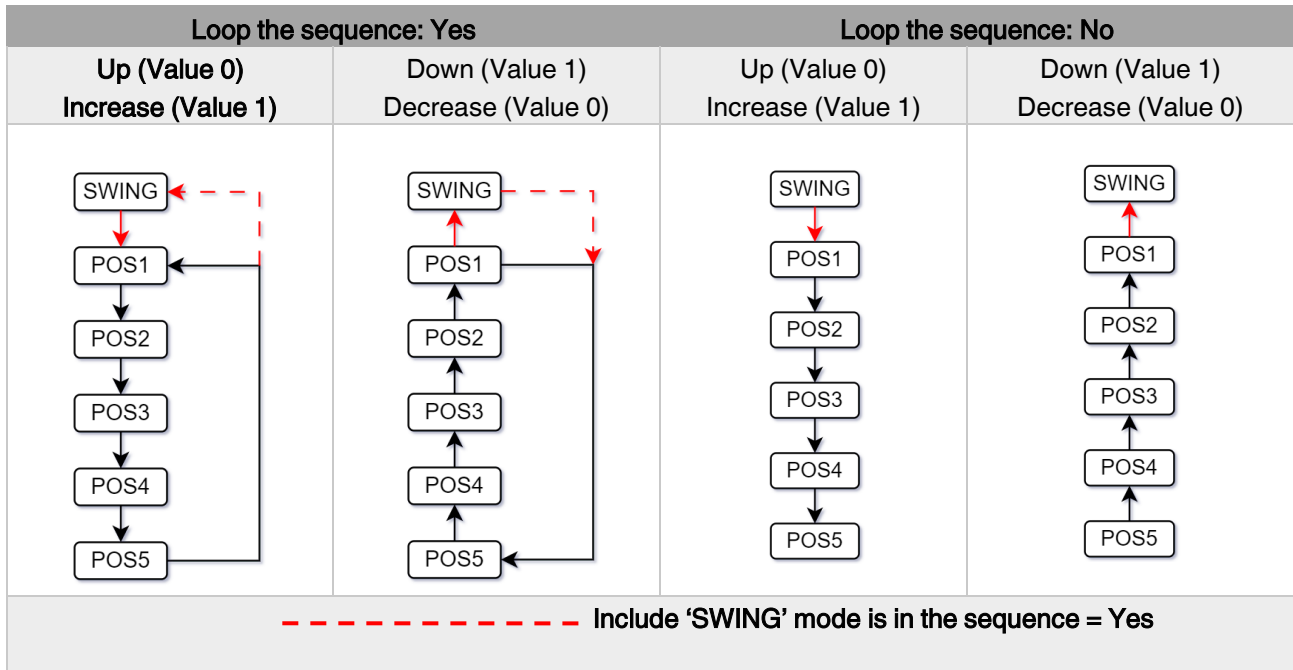 Loop the sequence: Yes
Loop the sequence: No
Up (Value 0)
Increase (Value 1)
Down (Value 1)
Decrease (Value 0)
Up (Value 0)
Increase (Value 1)
Down (Value 1)
Decrease (Value 0)
SWING
POS1
POS2
POS3
POS4
POS5
SWING
POS1
POS2
POS3
POS4
POS5
SWING
POS1
POS2
POS3
POS4
POS5
SWING
POS1
POS2
POS3
POS4
POS5
Include ‘SWING’ mode is in the sequence = Yes